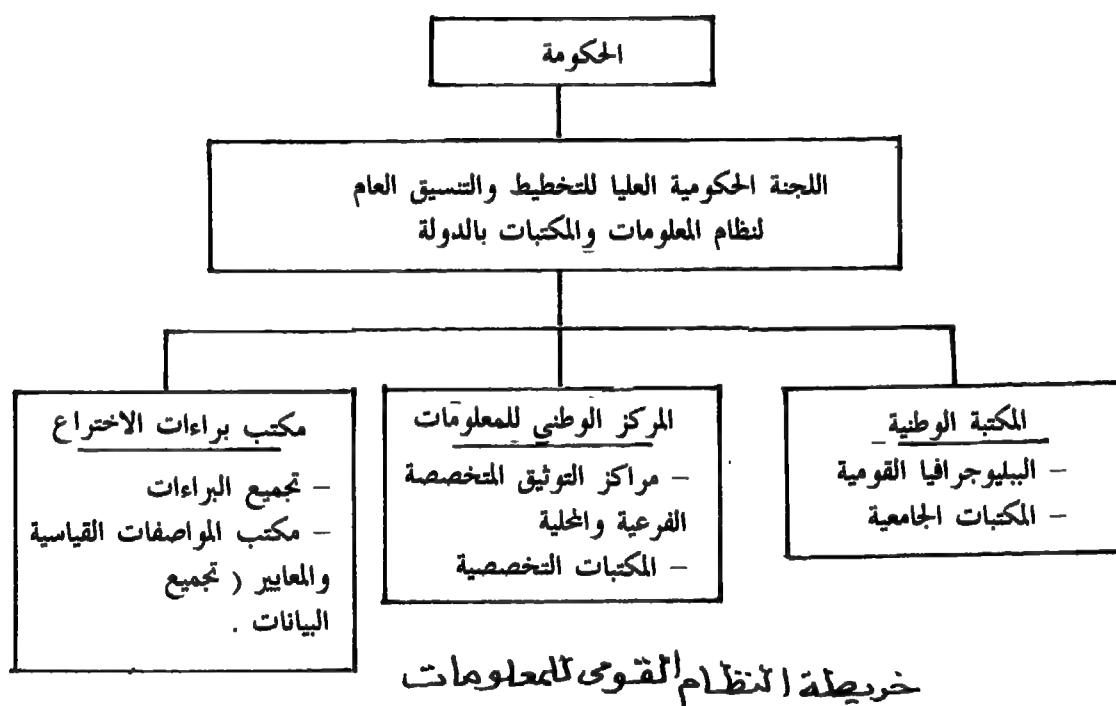 الحكومة
اللجنة الحكومية العليا للتخطيط والتنسيق العام
لنظام المعلومات والمكتبات بالدولة
المكتبة الوطنية
– الببليوجرافيا القومية
– المكتبات الجامعية
المركز الوطني للمعلومات
– مراكز التوثيق المتخصصة
الفرعية والمحلية
– المكتبات التخصصية
مكتب براءات الاختراع
– تجميع البراءات
– مكتب المواصفات القياسية
والمعايير ( تجميع
البيانات .
خريطة النظام القومى للمعلومات